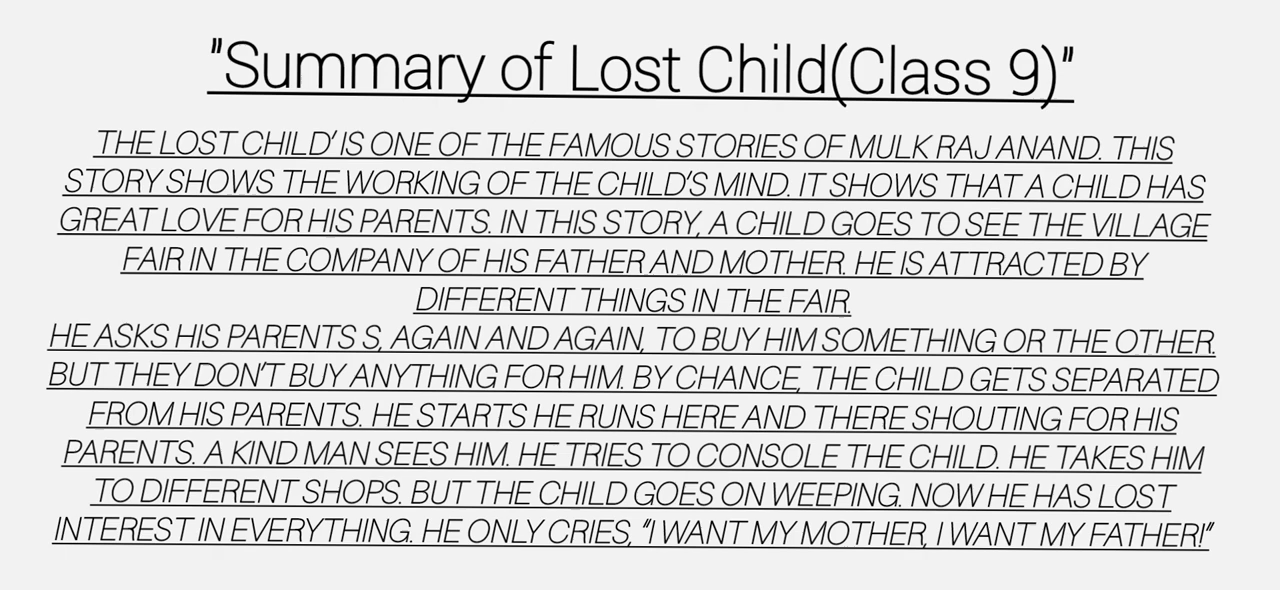 "Summary of Lost Child(Class 9)"
THE LOST CHILD' IS ONE OF THE FAMOUS STORIES OF MULK RAJ ANAND. THIS
STORY SHOWS THE WORKING OF THE CHILD'S MIND. IT SHOWS THAT A CHILD HAS
GREAT LOVE FOR HIS PARENTS. IN THIS STORY, A CHILD GOES TO SEE THE VILLAGE
FAIR IN THE COMPANY OF HIS FATHER AND MOTHER. HE IS ATTRACTED BY
DIFFERENT THINGS IN THE FAIR.
HE ASKS HIS PARENTS S, AGAIN AND AGAIN, TO BUY HIM SOMETHING OR THE OTHER.
BUT THEY DON'T BUY ANYTHING FOR HIM. BY CHANCE, THE CHILD GETS SEPARATED
FROM HIS PARENTS. HE STARTS HE RUNS HERE AND THERE SHOUTING FOR HIS
PARENTS. A KIND MAN SEES HIM. HE TRIES TO CONSOLE THE CHILD. HE TAKES HIM
TO DIFFERENT SHOPS. BUT THE CHILD GOES ON WEEPING. NOW HE HAS LOST
INTEREST IN EVERYTHING. HE ONLY CRIES, "I WANT MY MOTHER, I WANT MY FATHER!"